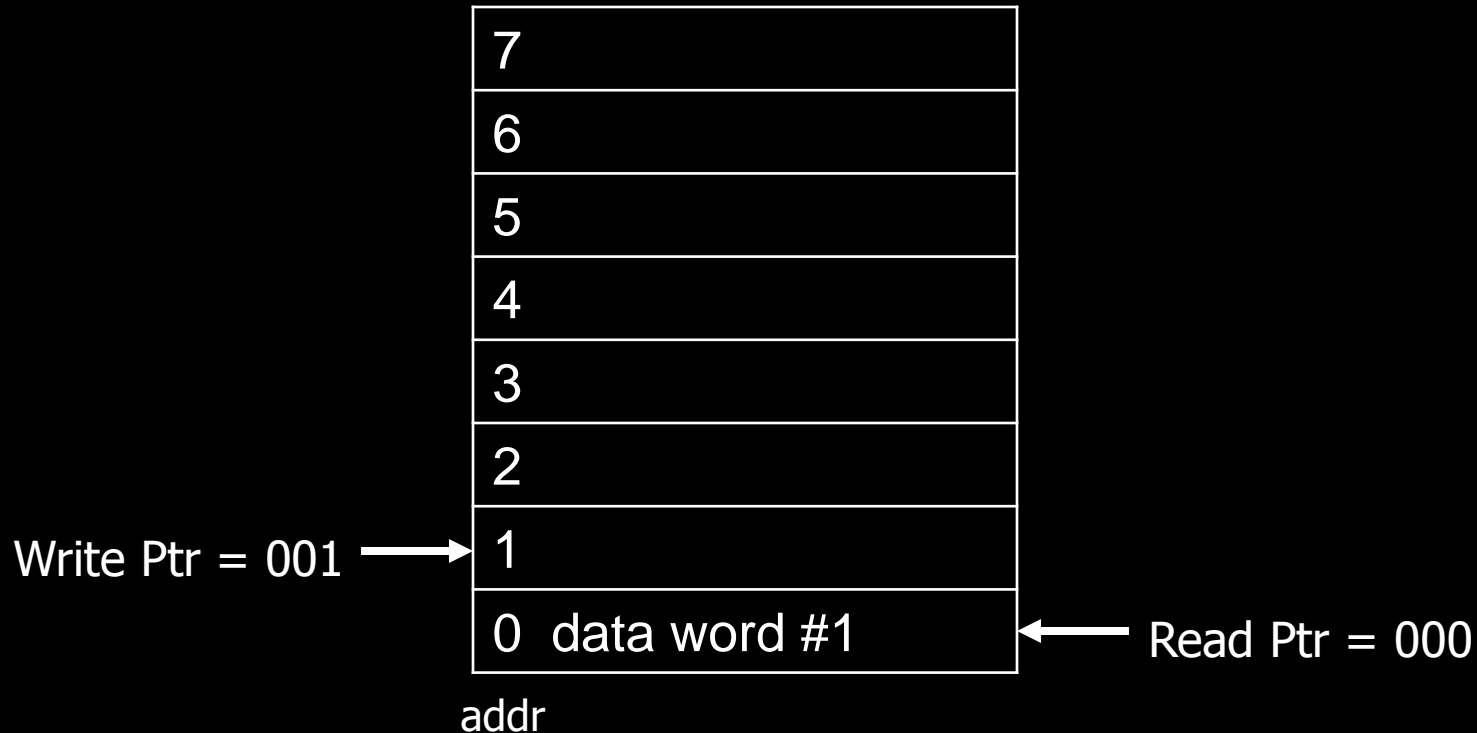 7
6
5
4
3
2
Write Ptr = 001
1
0 data word #1
Read Ptr = 000
addr